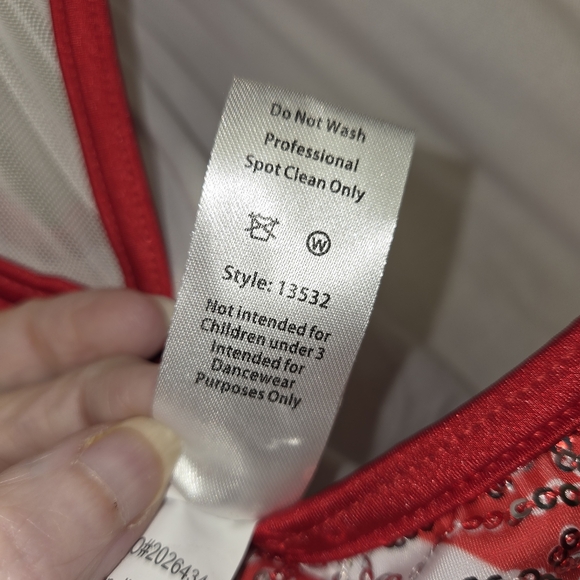 Do Not Wash
Professional
Spot Clean Only
W
Style: 13532
Not intended for
Children under 3
Intended for
Dancewear
Purposes Only